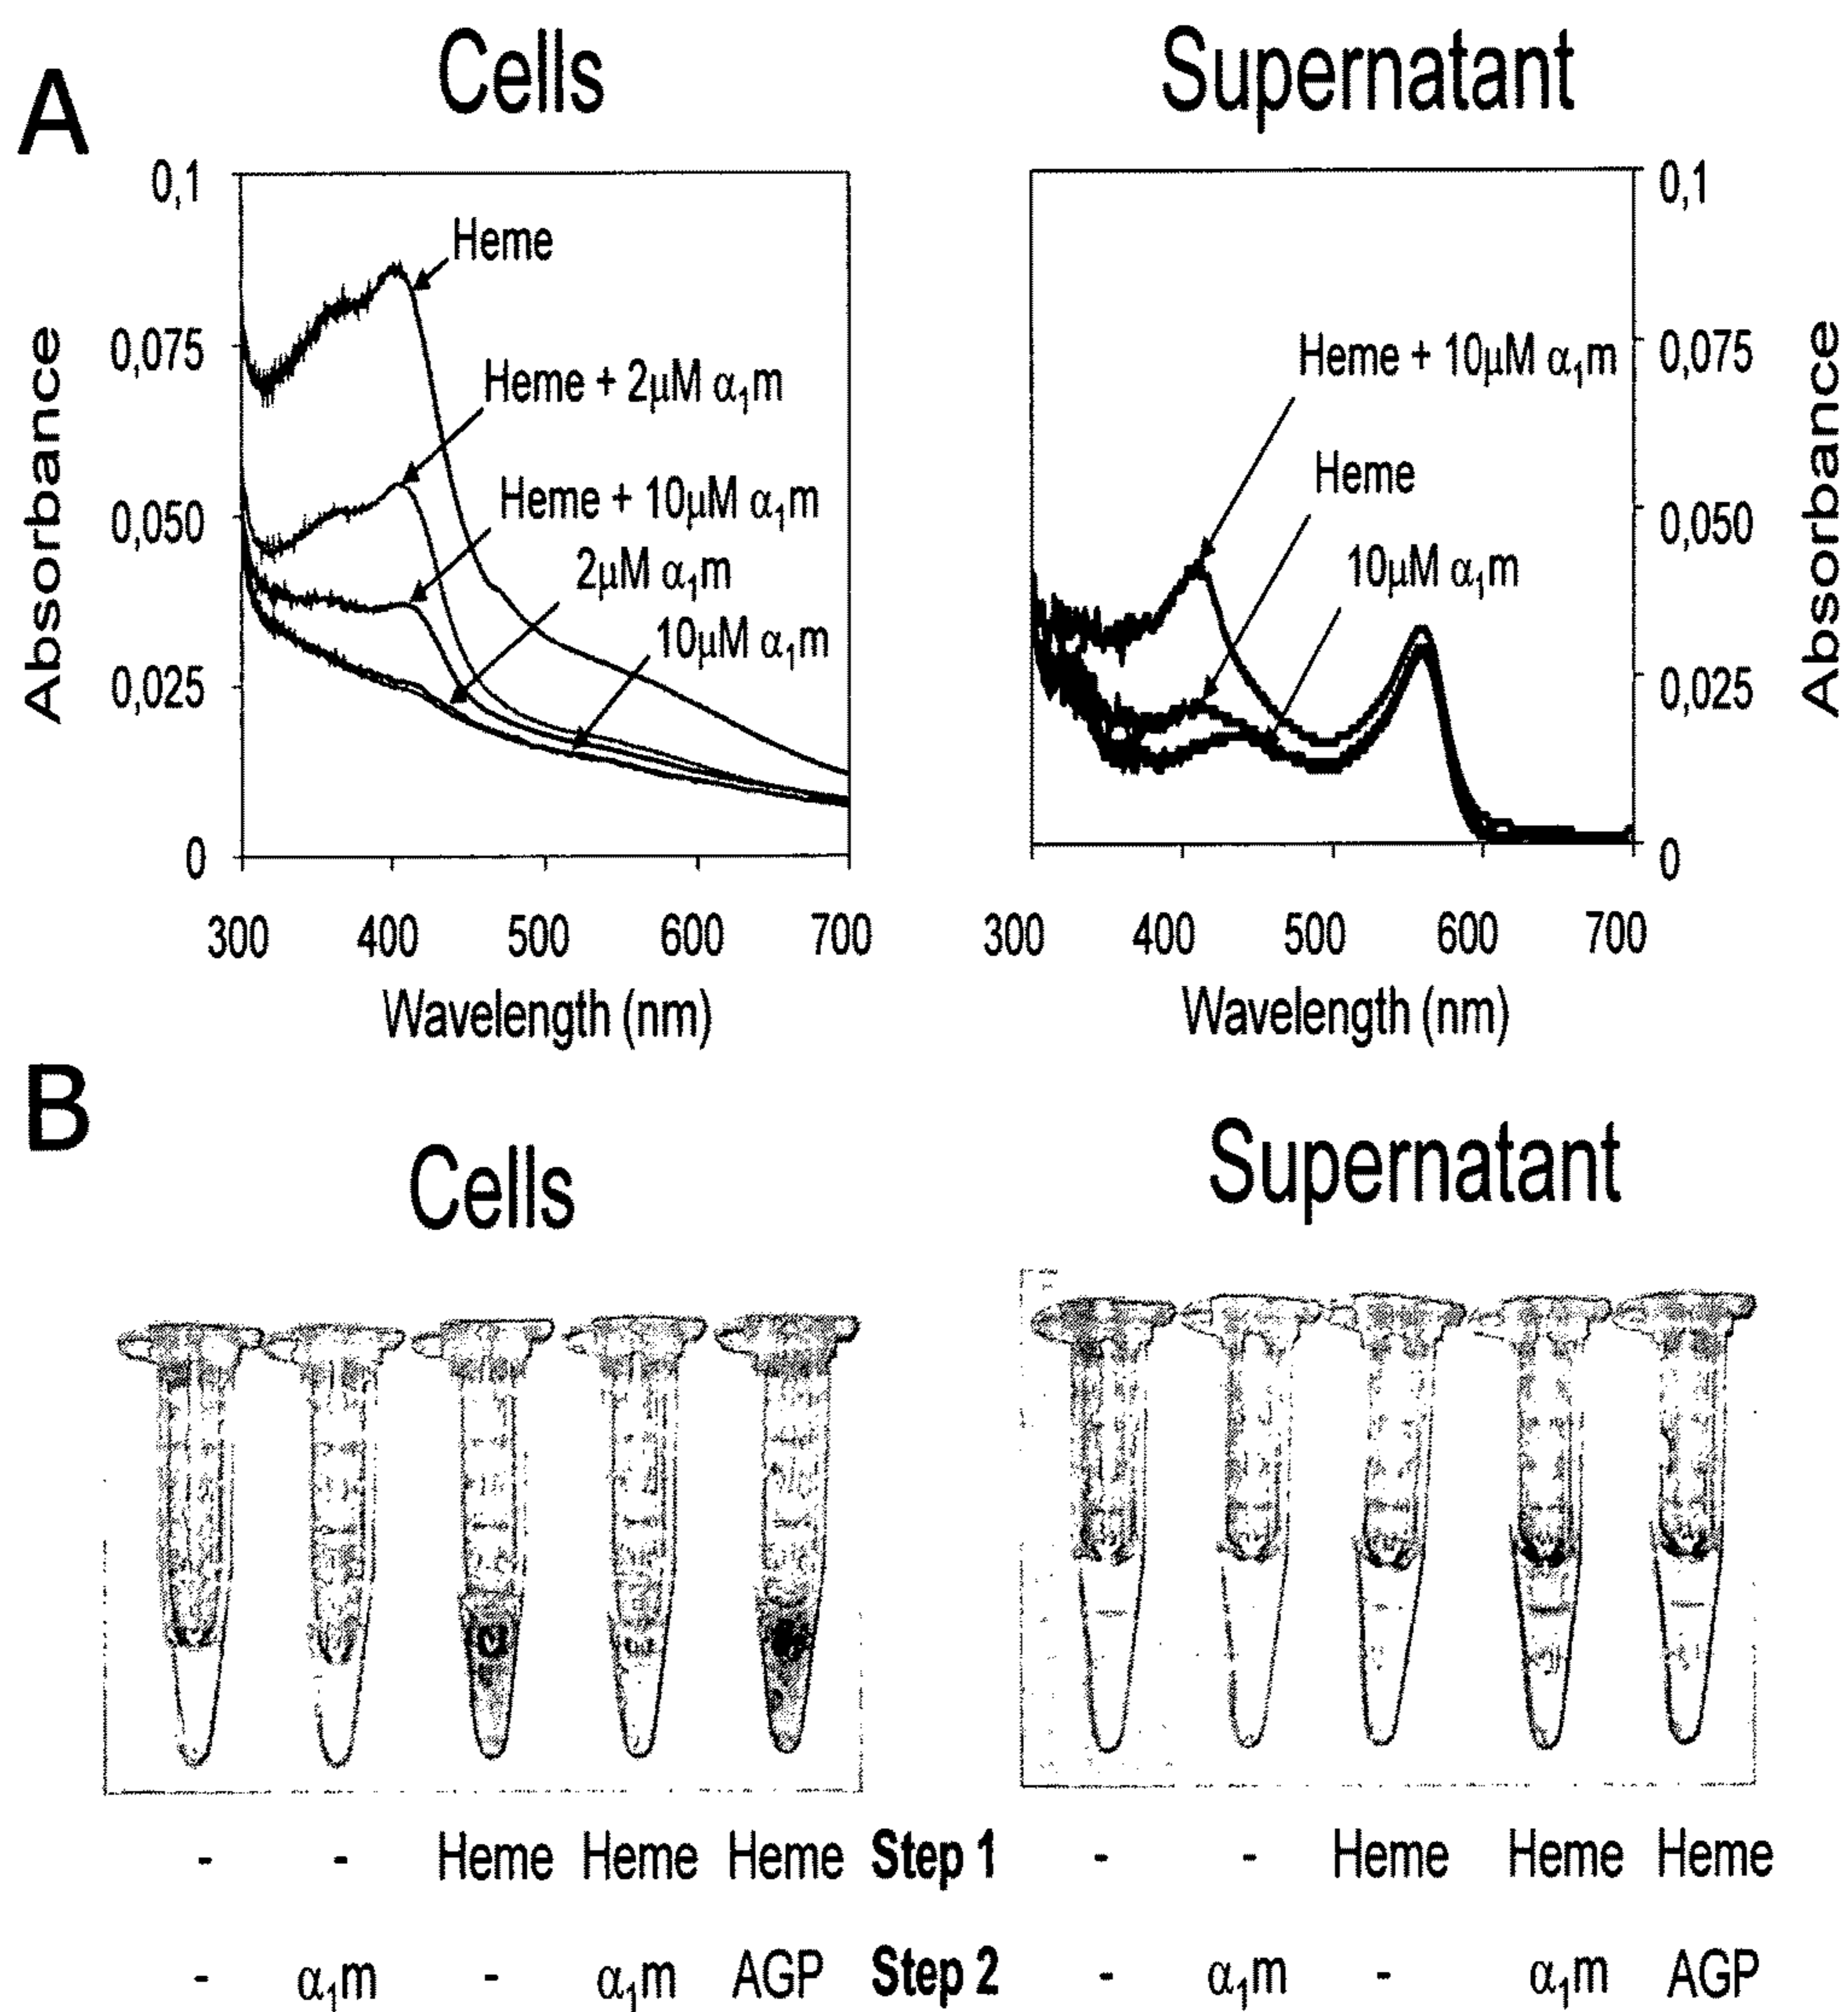 A
Cells
Supernatant
Absorbance
0,1
0,075
0,050
0,025
0
Heme
Heme + 2μM α₁m
Heme + 10μM α₁m
2μM α₁m
10μM α₁m
300 400 500 600 700
Wavelength (nm)
Heme + 10μM α₁m
Heme
10μM α₁m
0,1
0,075
0,050
0,025
0
Absorbance
300 400 500 600 700
Wavelength (nm)
B
Cells
Supernatant
- - Heme Heme Heme Step 1 - - Heme Heme Heme
- α₁m - α₁m AGP Step 2 - α₁m - α₁m AGP